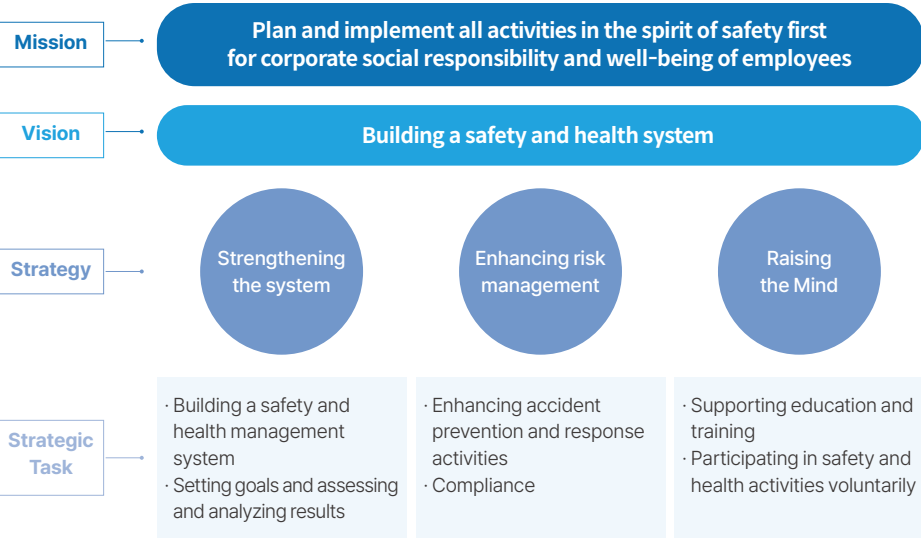 Mission
Plan and implement all activities in the spirit of safety first
for corporate social responsibility and well-being of employees
Vision
Building a safety and health system
Strategy
Strengthening
the system
Enhancing risk
management
Raising
the Mind
Strategic
Task
· Building a safety and
health management
system
· Setting goals and assessing
and analyzing results
· Enhancing accident
prevention and response
activities
· Compliance
· Supporting education and
training
· Participating in safety and
health activities voluntarily